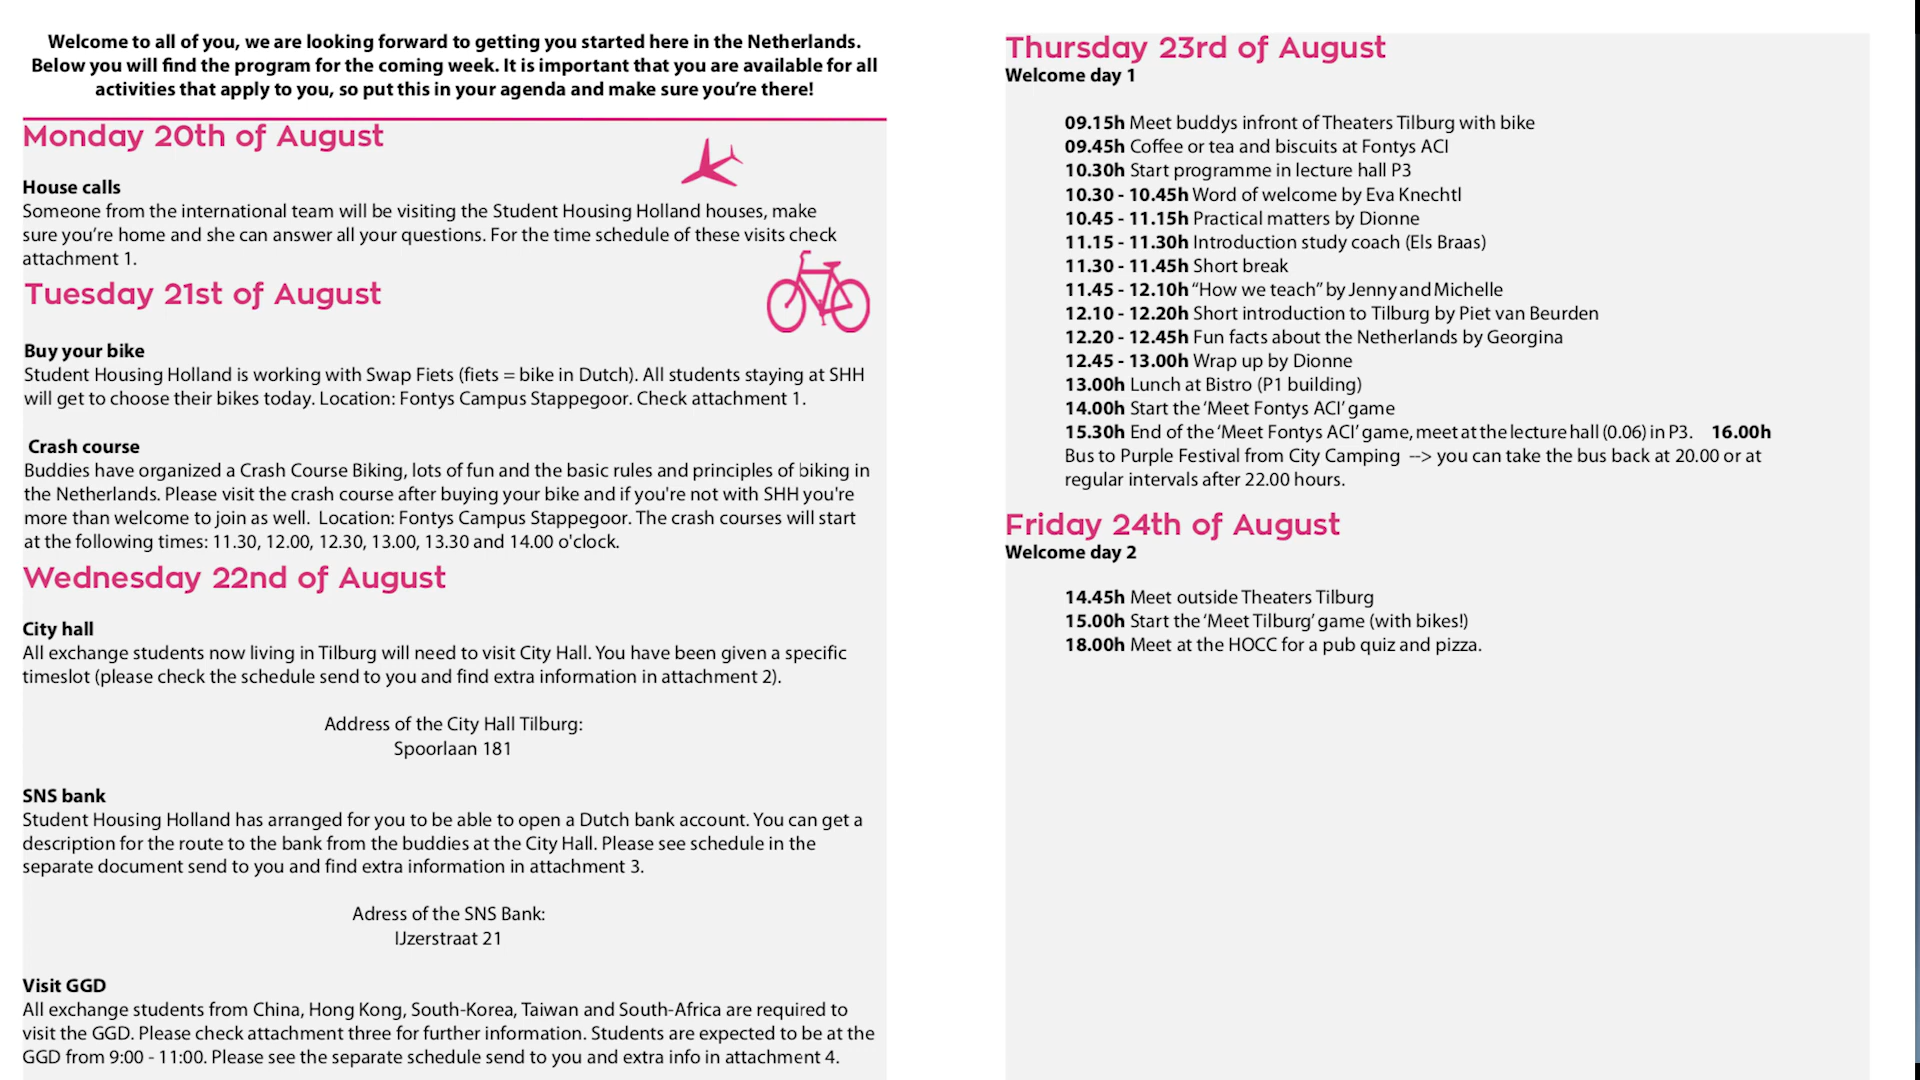 Welcome to all of you, we are looking forward to getting you started here in the Netherlands.
Below you will find the program for the coming week. It is important that you are available for all
activities that apply to you, so put this in your agenda and make sure you’re there!
Monday 20th of August
House calls
Someone from the international team will be visiting the Student Housing Holland houses, make
sure you’re home and she can answer all your questions. For the time schedule of these visits check
attachment 1.
Tuesday 21st of August
Buy your bike
Student Housing Holland is working with Swap Fiets (fiets = bike in Dutch). All students staying at SHH
will get to choose their bikes today. Location: Fontys Campus Stappegoor. Check attachment 1.
Crash course
Buddies have organized a Crash Course Biking, lots of fun and the basic rules and principles of biking in
the Netherlands. Please visit the crash course after buying your bike and if you're not with SHH you're
more than welcome to join as well. Location: Fontys Campus Stappegoor. The crash courses will start
at the following times: 11.30, 12.00, 12.30, 13.00, 13.30 and 14.00 o'clock.
Wednesday 22nd of August
City hall
All exchange students now living in Tilburg will need to visit City Hall. You have been given a specific
timeslot (please check the schedule send to you and find extra information in attachment 2).
Address of the City Hall Tilburg:
Spoorlaan 181
SNS bank
Student Housing Holland has arranged for you to be able to open a Dutch bank account. You can get a
description for the route to the bank from the buddies at the City Hall. Please see schedule in the
separate document send to you and find extra information in attachment 3.
Adress of the SNS Bank:
IJzerstraat 21
Visit GGD
All exchange students from China, Hong Kong, South-Korea, Taiwan and South-Africa are required to
visit the GGD. Please check attachment three for further information. Students are expected to be at the
GGD from 9:00 - 11:00. Please see the separate schedule send to you and extra info in attachment 4.
Thursday 23rd of August
Welcome day 1
09.15h Meet buddys infront of Theaters Tilburg with bike
09.45h Coffee or tea and biscuits at Fontys ACI
10.30h Start programme in lecture hall P3
10.30 - 10.45h Word of welcome by Eva Knechtl
10.45 - 11.15h Practical matters by Dionne
11.15 - 11.30h Introduction study coach (Els Braas)
11.30 - 11.45h Short break
11.45 - 12.10h “How we teach” by Jenny and Michelle
12.10 - 12.20h Short introduction to Tilburg by Piet van Beurden
12.20 - 12.45h Fun facts about the Netherlands by Georgina
12.45 - 13.00h Wrap up by Dionne
13.00h Lunch at Bistro (P1 building)
14.00h Start the ‘Meet Fontys ACI’ game
15.30h End of the ‘Meet Fontys ACI’ game, meet at the lecture hall (0.06) in P3. 16.00h
Bus to Purple Festival from City Camping --> you can take the bus back at 20.00 or at
regular intervals after 22.00 hours.
Friday 24th of August
Welcome day 2
14.45h Meet outside Theaters Tilburg
15.00h Start the ‘Meet Tilburg’ game (with bikes!)
18.00h Meet at the HOCC for a pub quiz and pizza.